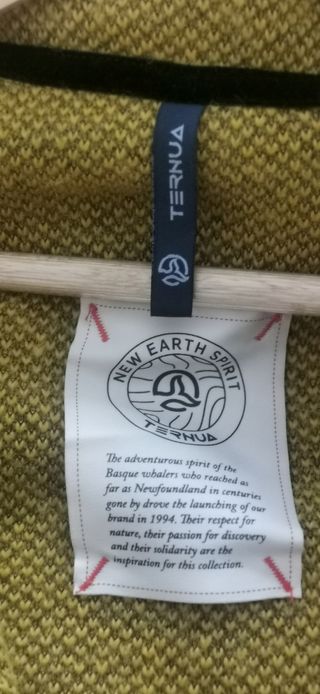 TERNUA
NEW EARTH SPIRIT
TERNUA
The adventurous spirit of the
Basque whalers who reached as
far as Newfoundland in centuries
gone by drove the launching of our
brand in 1994. Their respect for
nature, their passion for discovery
and their solidarity are the
inspiration for this collection.